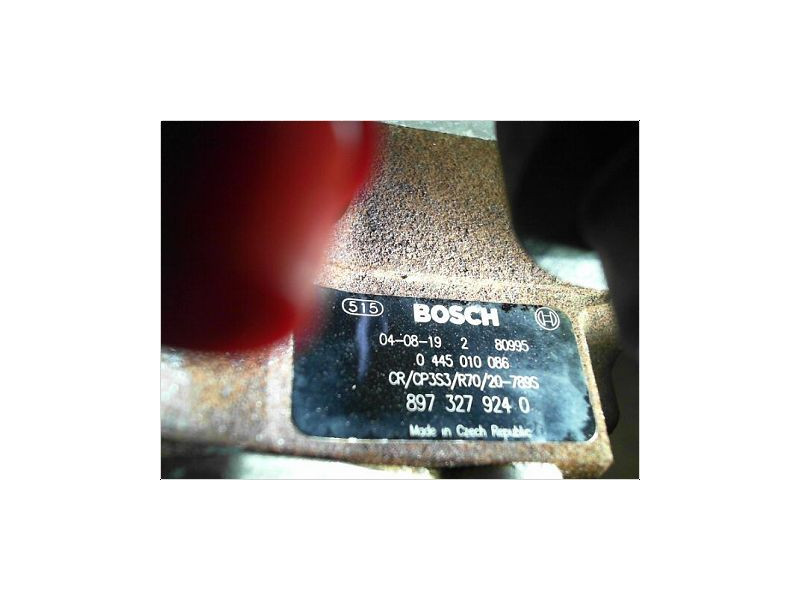 515 BOSCH
04-08-19 2 80995
0 445 010 086
CR/CP3S3/R70/20-789S
897 327 924 0
Made in Czech Republic